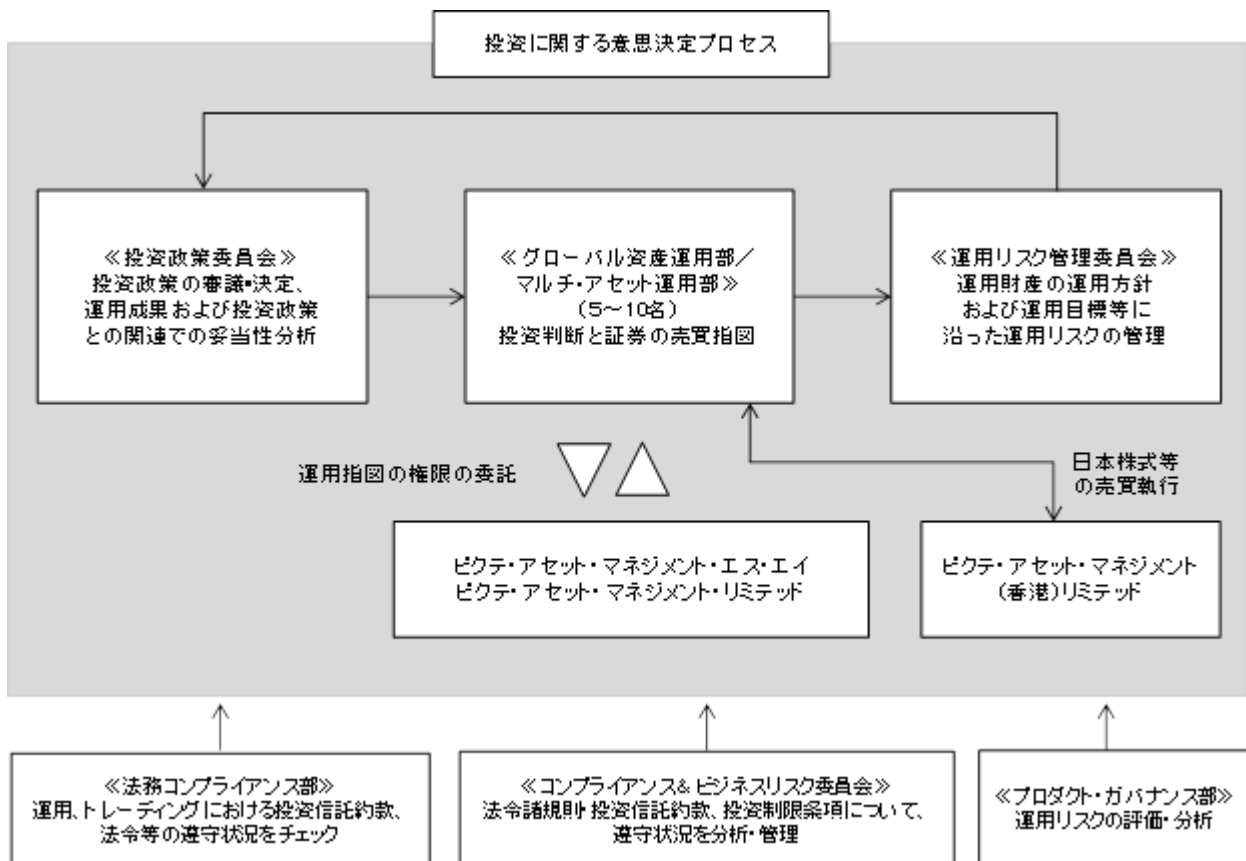 投資に関する意思決定プロセス
≪投資政策委員会≫
投資政策の審議・決定、
運用成果および投資政策
との関連での妥当性分析
≪グローバル資産運用部／
マルチ・アセット運用部≫
(5～10名)
投資判断と証券の売買指図
≪運用リスク管理委員会≫
運用財産の運用方針
および運用目標等に
沿った運用リスクの管理
運用指図の権限の委託
日本株式等
の売買執行
ピクテ・アセット・マネジメント・エス・エイ
ピクテ・アセット・マネジメント・リミテッド
ピクテ・アセット・マネジメント
(香港)リミテッド
≪法務コンプライアンス部≫
運用、トレーディングにおける投資信託約款、
法令等の遵守状況をチェック
≪コンプライアンス&ビジネスリスク委員会≫
法令諸規則・投資信託約款、投資制限条項について、
遵守状況を分析・管理
≪プロダクト・ガバナンス部≫
運用リスクの評価・分析